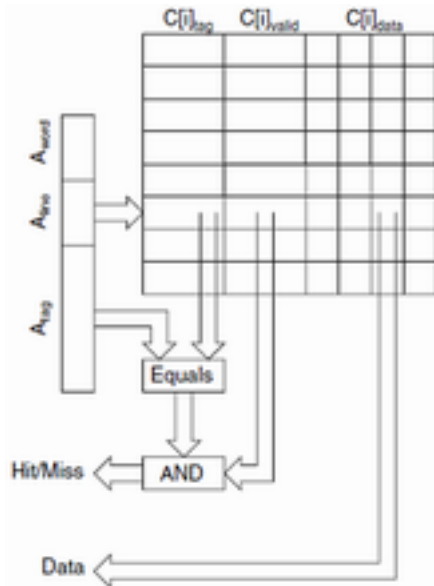 C[i]tag C[i]valid C[i]data
Aword
Aline
Atag
Equals
Hit/Miss
AND
Data